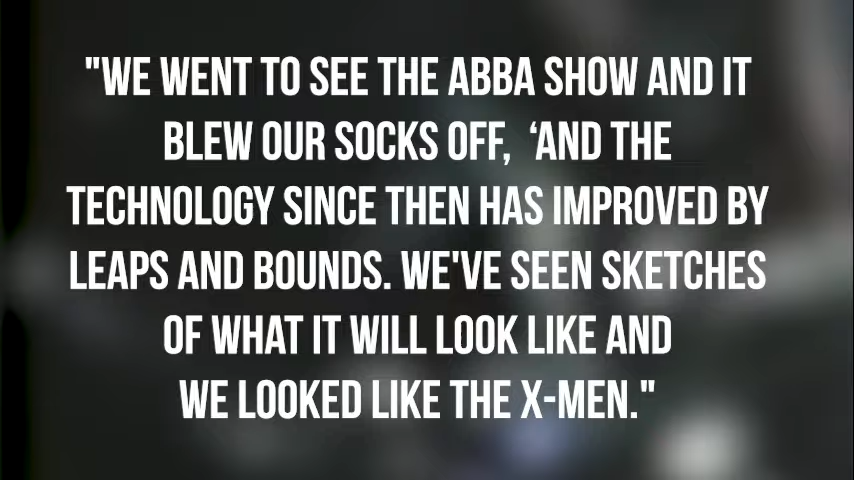 "WE WENT TO SEE THE ABBA SHOW AND IT
BLEW OUR SOCKS OFF, ‘AND THE
TECHNOLOGY SINCE THEN HAS IMPROVED BY
LEAPS AND BOUNDS. WE'VE SEEN SKETCHES
OF WHAT IT WILL LOOK LIKE AND
WE LOOKED LIKE THE X-MEN."